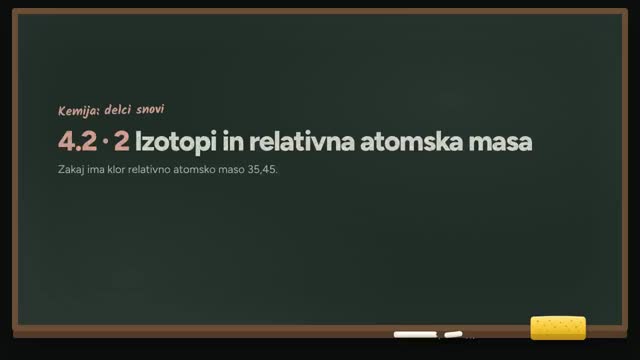 Kemija: delci snovi
4.2 · 2 Izotopi in relativna atomska masa
Zakaj ima klor relativno atomsko maso 35,45.